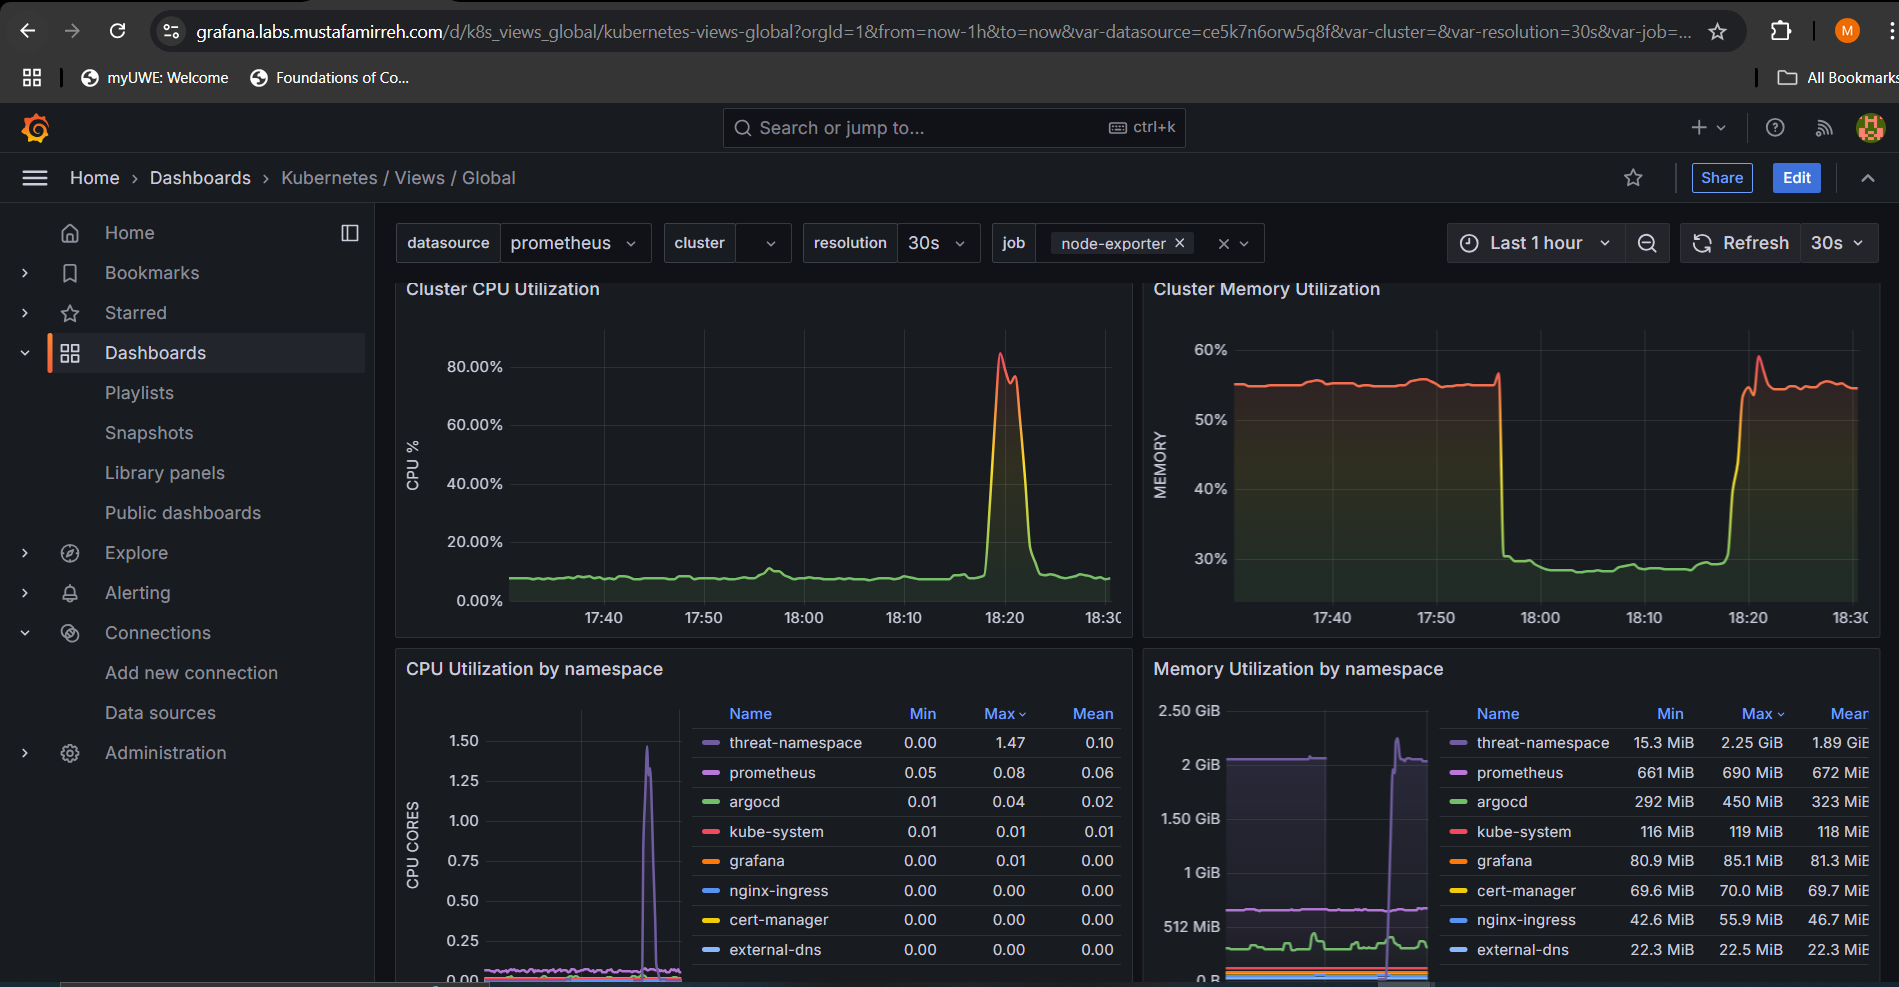 grafana.labs.mustafamirreh.com/d/k8s_views_global/kubernetes-views-global?orgId=1&from=now-1h&to=now&var-datasource=ce5k7n6orw5q8f&var-cluster=&var-resolution=30s&var-job=...
M
myUWE: Welcome
Foundations of Co...
All Bookmarks
Search or jump to...
ctrl+k
Home › Dashboards › Kubernetes / Views / Global
Share
Edit
Home
Bookmarks
Starred
Dashboards
Playlists
Snapshots
Library panels
Public dashboards
Explore
Alerting
Connections
Add new connection
Data sources
Administration
datasource prometheus
cluster
resolution 30s
job node-exporter
Last 1 hour
Refresh 30s
Cluster CPU Utilization
CPU %
80.00%
60.00%
40.00%
20.00%
0.00%
17:40 17:50 18:00 18:10 18:20 18:30
Cluster Memory Utilization
MEMORY
60%
50%
40%
30%
17:40 17:50 18:00 18:10 18:20 18:30
CPU Utilization by namespace
CPU CORES
1.50
1.25
1.00
0.75
0.50
0.25
0.00
Name Min Max Mean
threat-namespace 0.00 1.47 0.10
prometheus 0.05 0.08 0.06
argocd 0.01 0.04 0.02
kube-system 0.01 0.01 0.01
grafana 0.00 0.01 0.00
nginx-ingress 0.00 0.00 0.00
cert-manager 0.00 0.00 0.00
external-dns 0.00 0.00 0.00
Memory Utilization by namespace
2.50 GiB
2 GiB
1.50 GiB
1 GiB
512 MiB
0 B
Name Min Max Mean
threat-namespace 15.3 MiB 2.25 GiB 1.89 GiB
prometheus 661 MiB 690 MiB 672 MiB
argocd 292 MiB 450 MiB 323 MiB
kube-system 116 MiB 119 MiB 118 MiB
grafana 80.9 MiB 85.1 MiB 81.3 MiB
cert-manager 69.6 MiB 70.0 MiB 69.7 MiB
nginx-ingress 42.6 MiB 55.9 MiB 46.7 MiB
external-dns 22.3 MiB 22.5 MiB 22.3 MiB